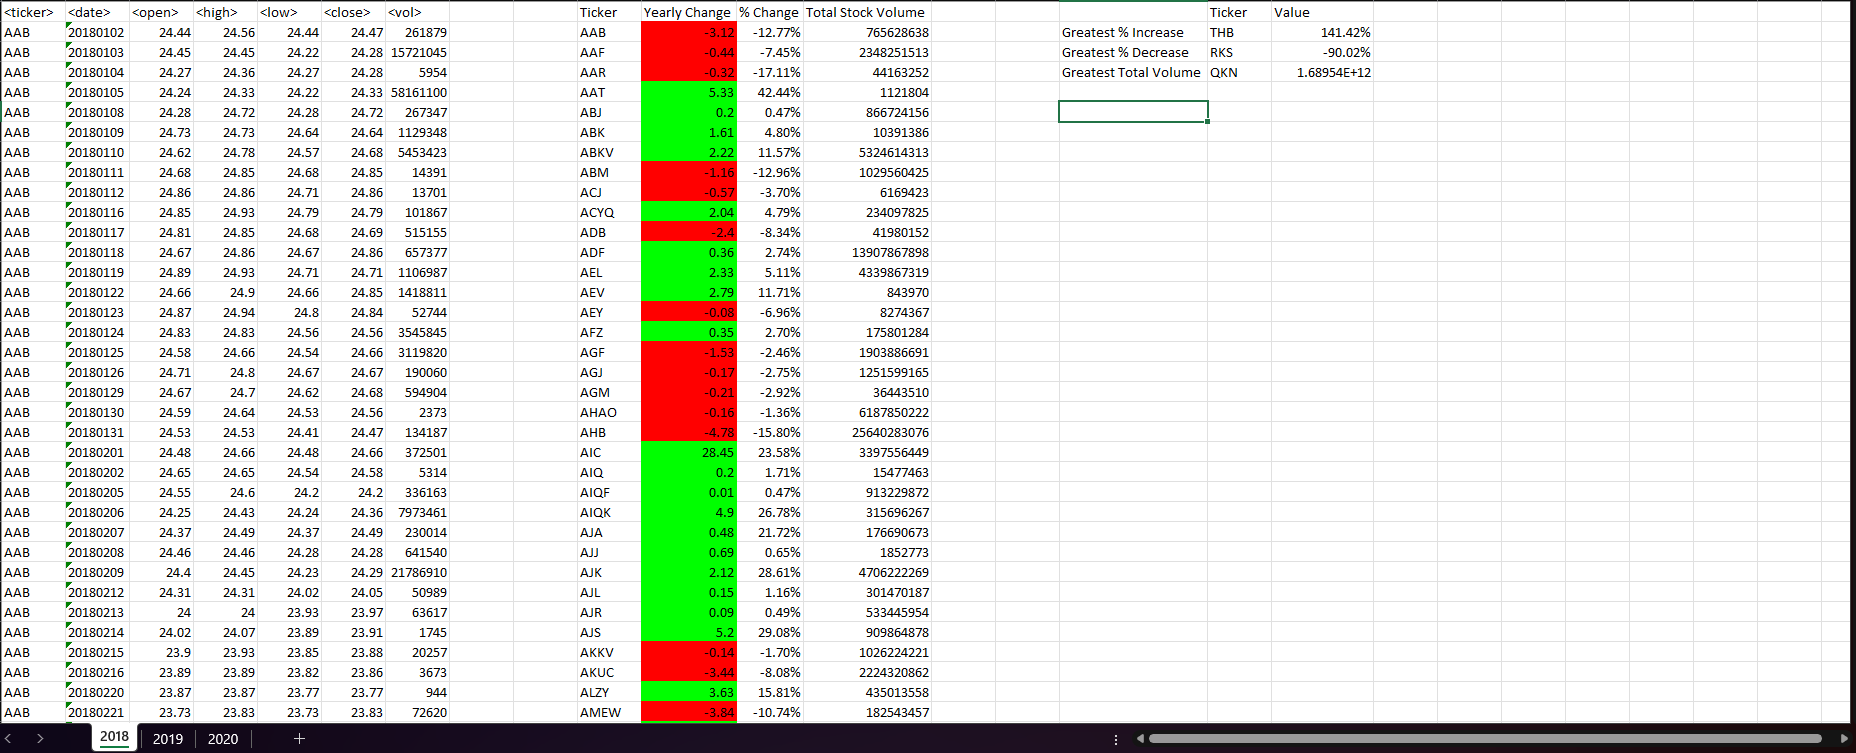 <ticker> <date> <open> <high> <low> <close> <vol> Ticker Yearly Change % Change Total Stock Volume Ticker Value
AAB 20180102 24.44 24.56 24.44 24.47 261879 AAB -3.12 -12.77% 765628638 Greatest % Increase THB 141.42%
AAB 20180103 24.45 24.45 24.22 24.28 15721045 AAF -0.44 -7.45% 2348251513 Greatest % Decrease RKS -90.02%
AAB 20180104 24.27 24.36 24.27 24.28 5954 AAR -0.32 -17.11% 44163252 Greatest Total Volume QKN 1.68954E+12
AAB 20180105 24.24 24.33 24.22 24.33 58161100 AAT 5.33 42.44% 1121804
AAB 20180108 24.28 24.72 24.28 24.72 267347 ABJ 0.2 0.47% 866724156
AAB 20180109 24.73 24.73 24.64 24.64 1129348 ABK 1.61 4.80% 10391386
AAB 20180110 24.62 24.78 24.57 24.68 5453423 ABKV 2.22 11.57% 5324614313
AAB 20180111 24.68 24.85 24.68 24.85 14391 ABM -1.16 -12.96% 1029560425
AAB 20180112 24.86 24.86 24.71 24.86 13701 ACJ -0.57 -3.70% 6169423
AAB 20180116 24.85 24.93 24.79 24.79 101867 ACYQ 2.04 4.79% 234097825
AAB 20180117 24.81 24.85 24.68 24.69 515155 ADB -2.4 -8.34% 41980152
AAB 20180118 24.67 24.86 24.67 24.86 657377 ADF 0.36 2.74% 13907867898
AAB 20180119 24.89 24.93 24.71 24.71 1106987 AEL 2.33 5.11% 4339867319
AAB 20180122 24.66 24.9 24.66 24.85 1418811 AEV 2.79 11.71% 843970
AAB 20180123 24.87 24.94 24.8 24.84 52744 AEY -0.08 -6.96% 8274367
AAB 20180124 24.83 24.83 24.56 24.56 3545845 AFZ 0.35 2.70% 175801284
AAB 20180125 24.58 24.66 24.54 24.66 3119820 AGF -1.53 -2.46% 1903886691
AAB 20180126 24.71 24.8 24.67 24.67 190060 AGJ -0.17 -2.75% 1251599165
AAB 20180129 24.67 24.7 24.62 24.68 594904 AGM -0.21 -2.92% 36443510
AAB 20180130 24.59 24.64 24.53 24.56 2373 AHAO -0.16 -1.36% 6187850222
AAB 20180131 24.53 24.53 24.41 24.47 134187 AHB -4.78 -15.80% 25640283076
AAB 20180201 24.48 24.66 24.48 24.66 372501 AIC 28.45 23.58% 3397556449
AAB 20180202 24.65 24.65 24.54 24.58 5314 AIQ 0.2 1.71% 15477463
AAB 20180205 24.55 24.6 24.2 24.2 336163 AIQF 0.01 0.47% 913229872
AAB 20180206 24.25 24.43 24.24 24.36 7973461 AIQK 4.9 26.78% 315696267
AAB 20180207 24.37 24.49 24.37 24.49 230014 AJA 0.48 21.72% 176690673
AAB 20180208 24.46 24.46 24.28 24.28 641540 AJJ 0.69 0.65% 1852773
AAB 20180209 24.4 24.45 24.23 24.29 21786910 AJK 2.12 28.61% 4706222269
AAB 20180212 24.31 24.31 24.02 24.05 50989 AJL 0.15 1.16% 301470187
AAB 20180213 24 24 23.93 23.97 63617 AJR 0.09 0.49% 533445954
AAB 20180214 24.02 24.07 23.89 23.91 1745 AJS 5.2 29.08% 909864878
AAB 20180215 23.9 23.93 23.85 23.88 20257 AKKV -0.14 -1.70% 1026224221
AAB 20180216 23.89 23.89 23.82 23.86 3673 AKUC -3.44 -8.08% 2224320862
AAB 20180220 23.87 23.87 23.77 23.77 944 ALZY 3.63 15.81% 435013558
AAB 20180221 23.73 23.83 23.73 23.83 72620 AMEW -3.84 -10.74% 182543457
2018 2019 2020